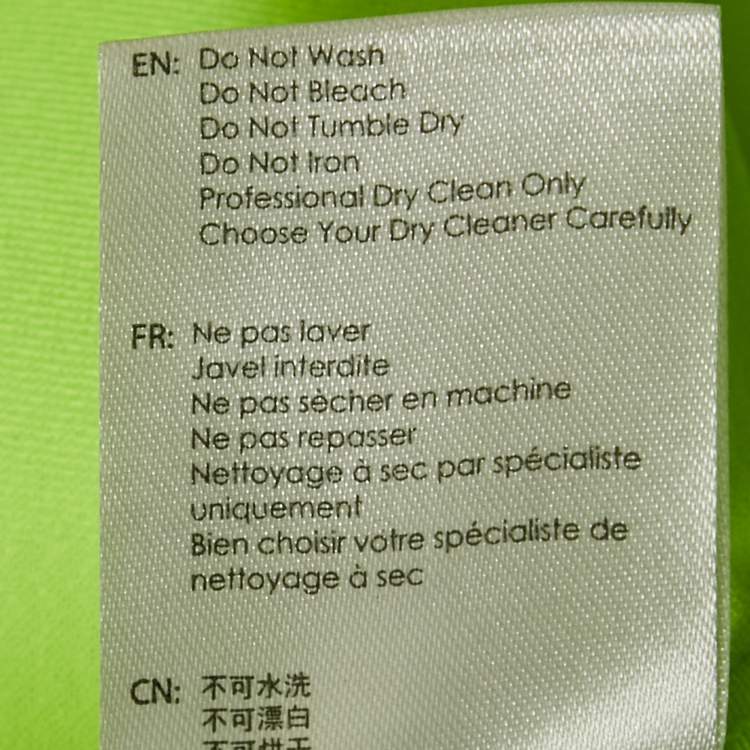 EN: Do Not Wash
Do Not Bleach
Do Not Tumble Dry
Do Not Iron
Professional Dry Clean Only
Choose Your Dry Cleaner Carefully
FR: Ne pas laver
Javel interdite
Ne pas sècher en machine
Ne pas repasser
Nettoyage à sec par spécialiste
uniquement
Bien choisir votre spécialiste de
nettoyage à sec
CN: 不可水洗
不可漂白